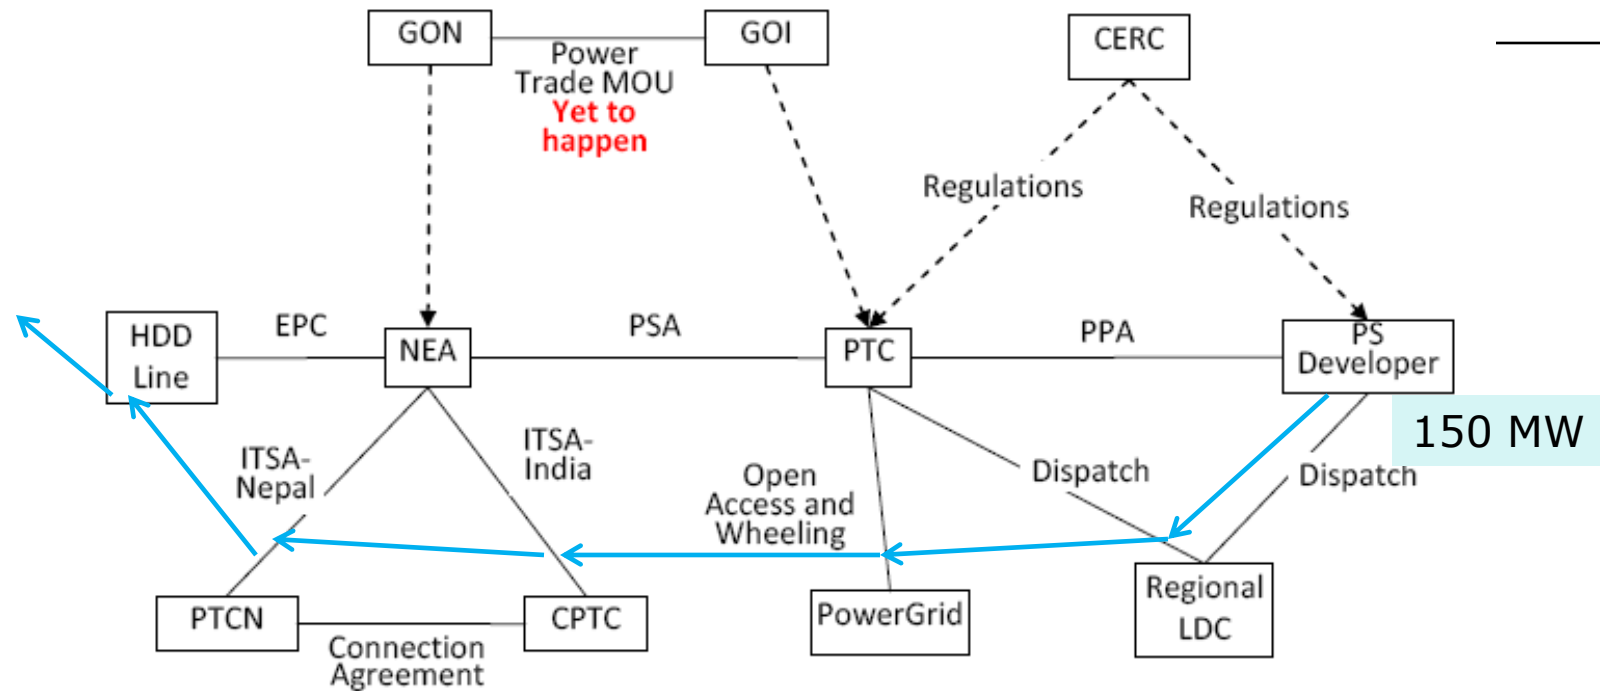 GON
GOI
CERC
Power
Trade MOU
Yet to
happen
Regulations
Regulations
HDD
Line
EPC
NEA
PSA
PTC
PPA
PS
Developer
150 MW
ITSA-
Nepal
ITSA-
India
Open
Access and
Wheeling
Dispatch
Dispatch
PTCN
Connection
Agreement
CPTC
PowerGrid
Regional
LDC